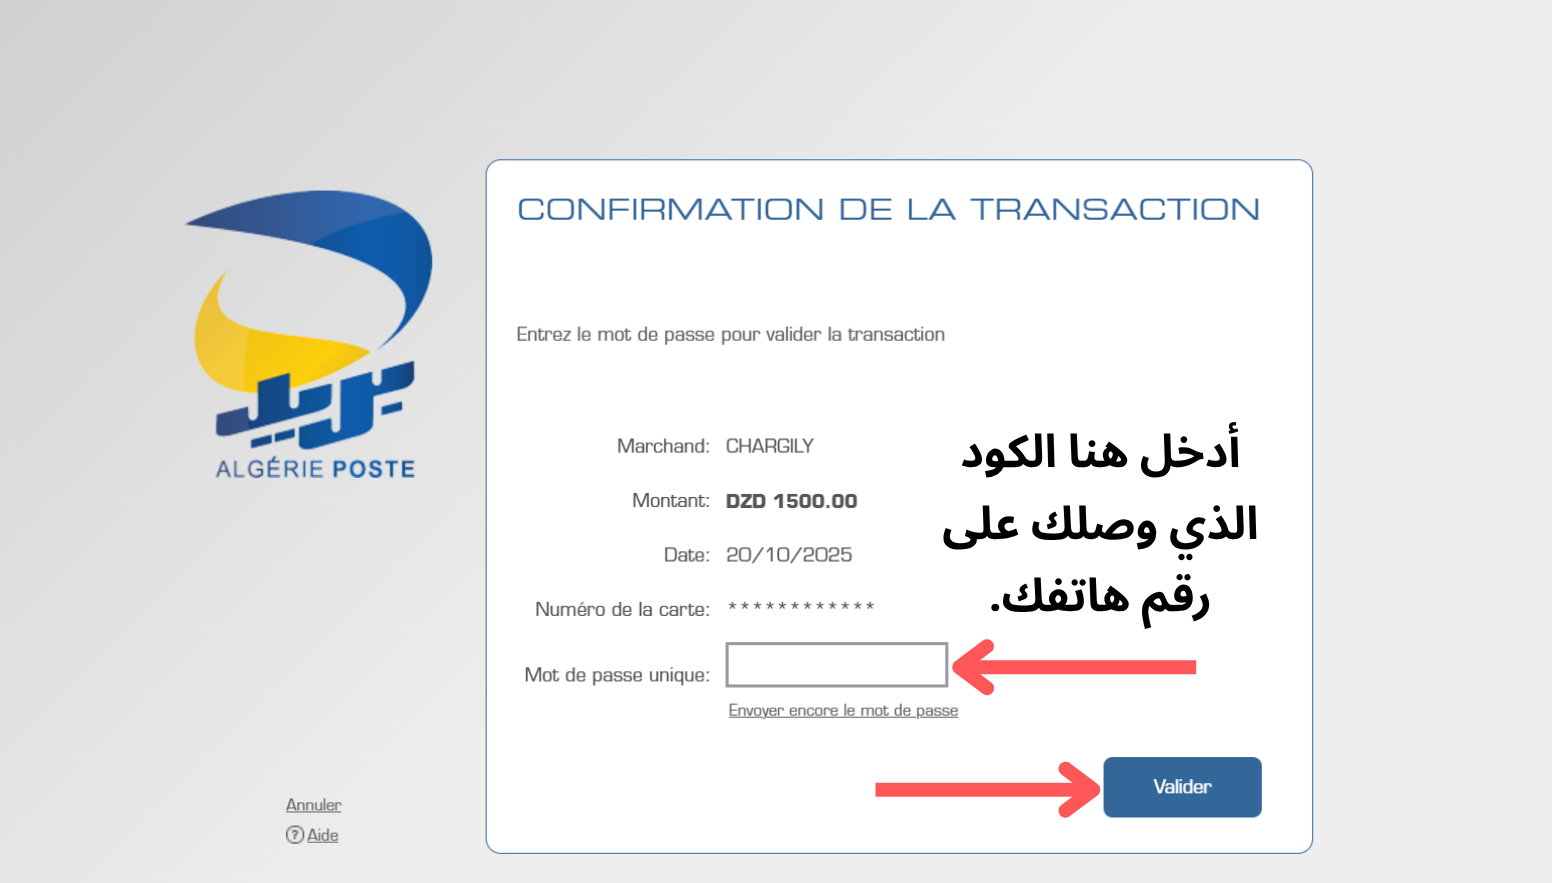 CONFIRMATION DE LA TRANSACTION
بريد
ALGÉRIE POSTE
Entrez le mot de passe pour valider la transaction
Marchand: CHARGILY
Montant: DZD 1500.00
Date: 20/10/2025
Numéro de la carte: ************
Mot de passe unique:
Envoyer encore le mot de passe
أدخل هنا الكود
الذي وصلك على
رقم هاتفك.
Valider
Annuler
? Aide